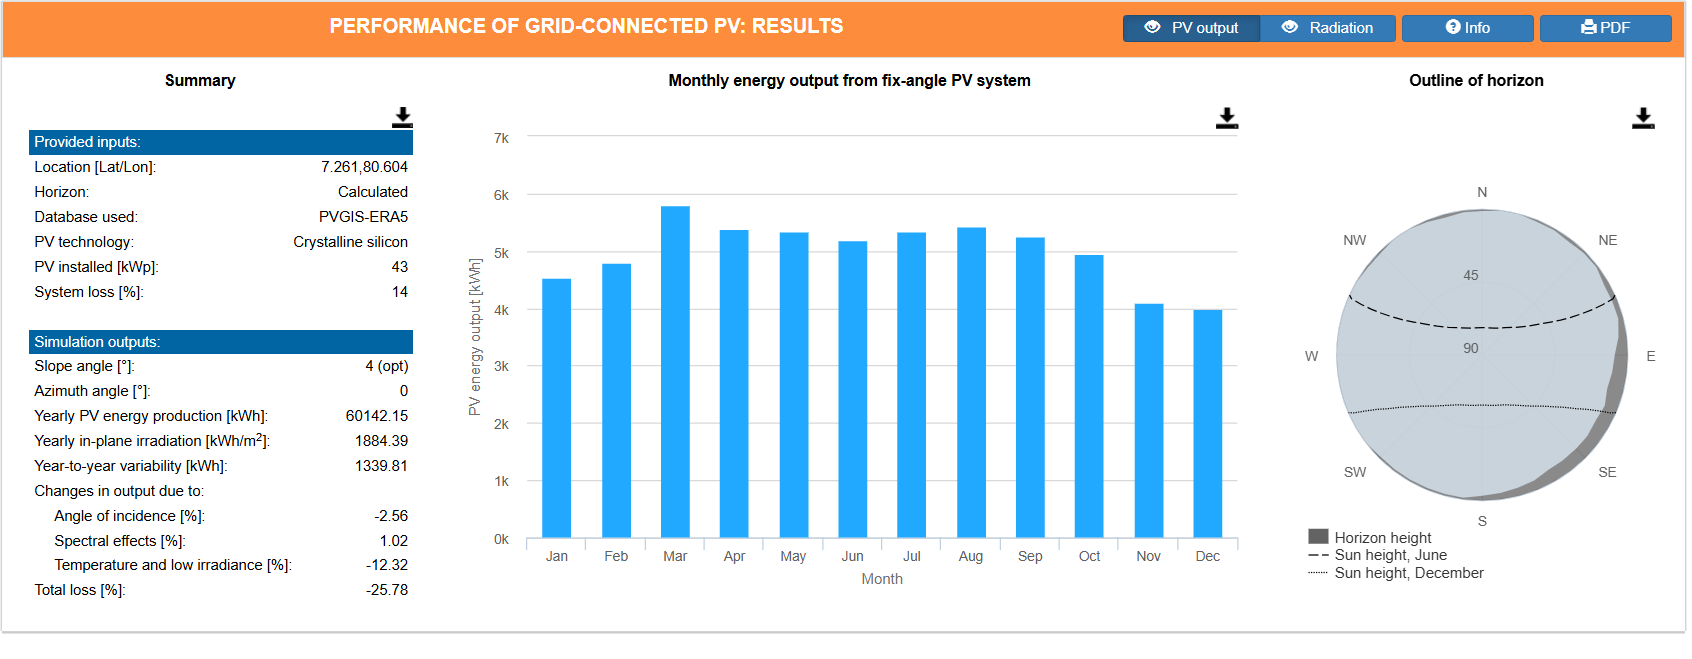 PERFORMANCE OF GRID-CONNECTED PV: RESULTS
PV output
Radiation
Info
PDF
Summary
Provided inputs:
Location [Lat/Lon]: 7.261,80.604
Horizon: Calculated
Database used: PVGIS-ERA5
PV technology: Crystalline silicon
PV installed [kWp]: 43
System loss [%]: 14
Simulation outputs:
Slope angle [°]: 4 (opt)
Azimuth angle [°]: 0
Yearly PV energy production [kWh]: 60142.15
Yearly in-plane irradiation [kWh/m²]: 1884.39
Year-to-year variability [kWh]: 1339.81
Changes in output due to:
Angle of incidence [%]: -2.56
Spectral effects [%]: 1.02
Temperature and low irradiance [%]: -12.32
Total loss [%]: -25.78
Monthly energy output from fix-angle PV system
PV energy output [kWh]
7k
6k
5k
4k
3k
2k
1k
0k
Jan Feb Mar Apr May Jun Jul Aug Sep Oct Nov Dec
Month
Outline of horizon
N
NW NE
45
90
W E
SW SE
S
Horizon height
Sun height, June
Sun height, December